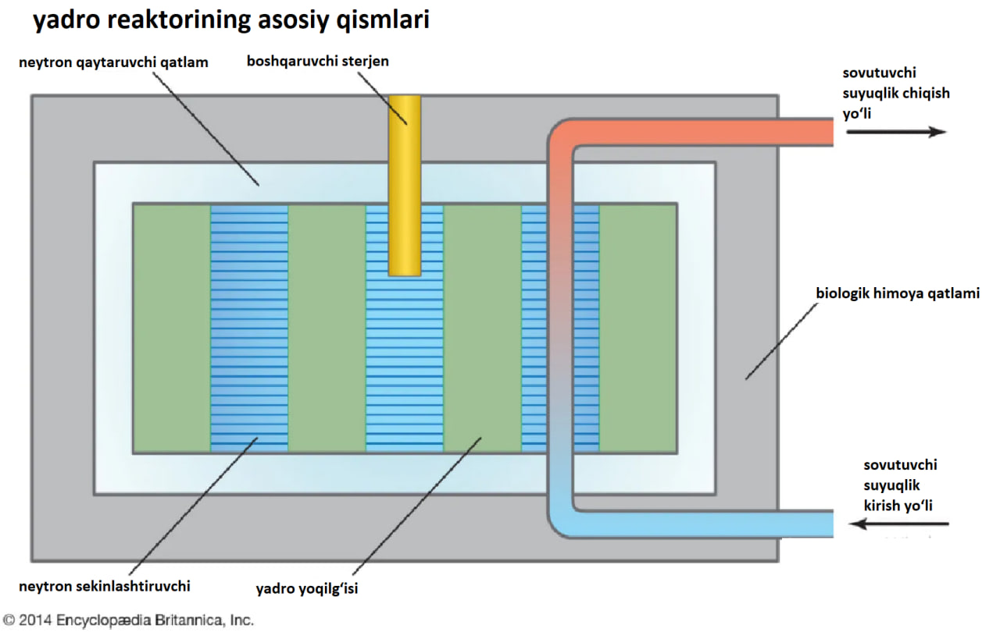 yadro reaktorining asosiy qismlari
neytron qaytaruvchi qatlam
boshqaruvchi sterjen
sovutuvchi
suyuqlik chiqish
yo‘li
biologik himoya qatlami
sovutuvchi
suyuqlik
kirish yo‘li
neytron sekinlashtiruvchi
yadro yoqilg‘isi
© 2014 Encyclopædia Britannica, Inc.